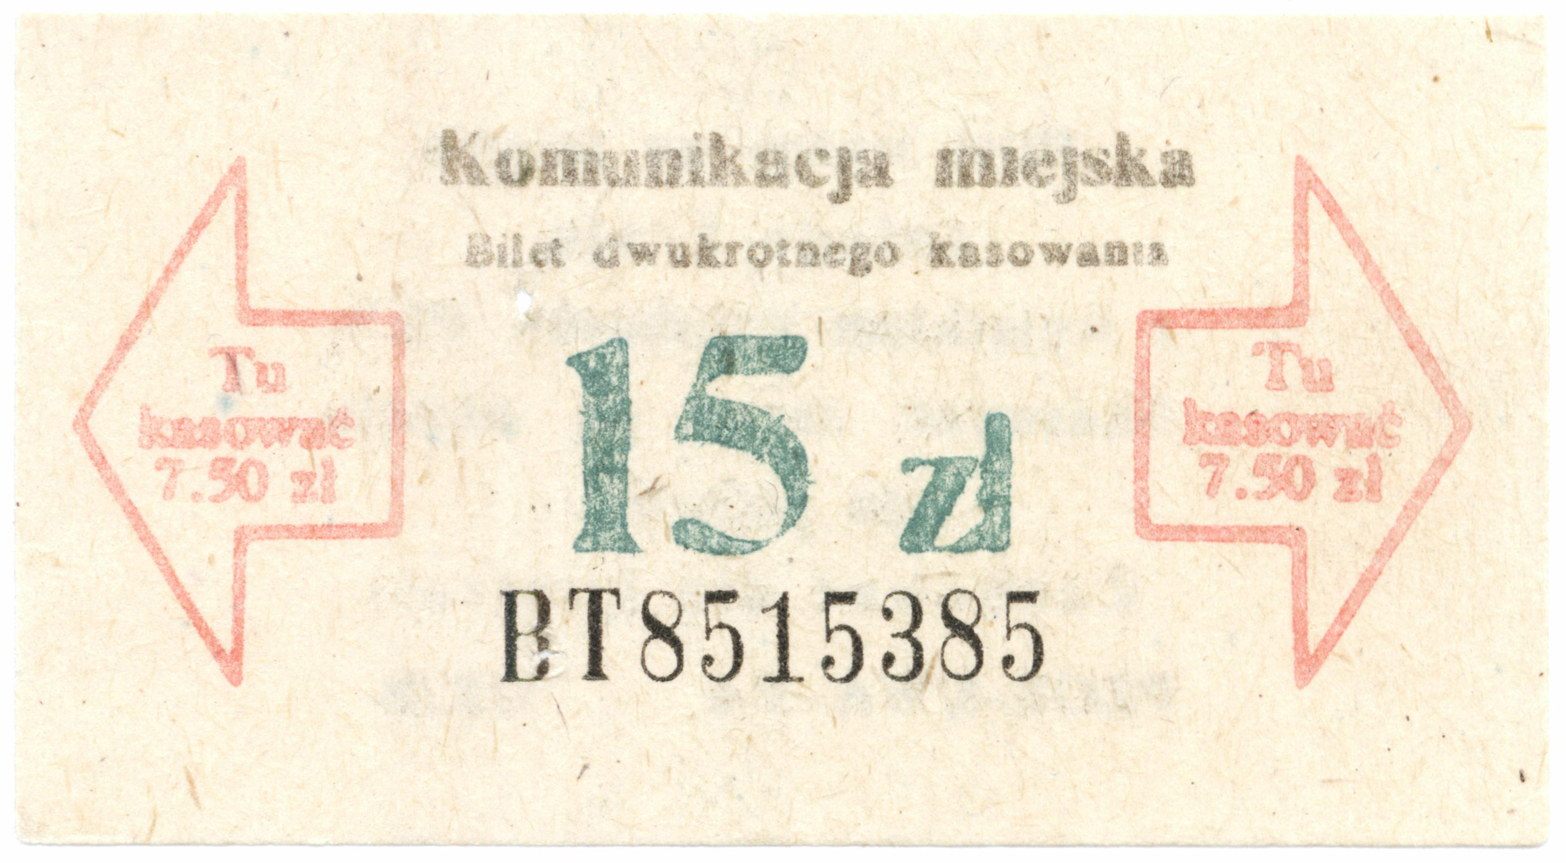 Komunikacja miejska
Bilet dwukrotnego kasowania
Tu
kasować
7.50 zł
15 zł
Tu
kasować
7.50 zł
BT8515385